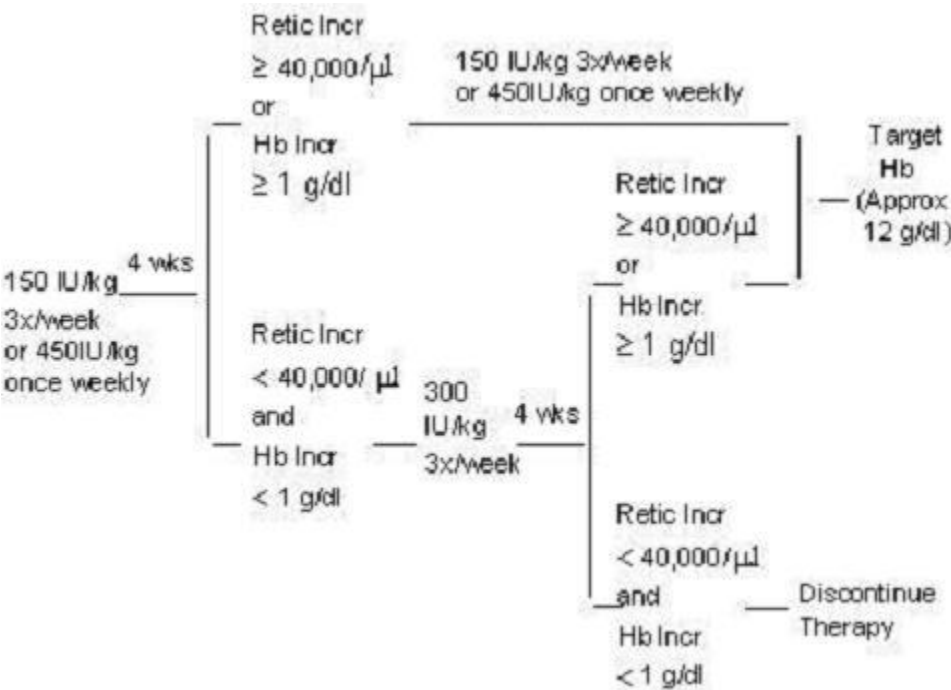 150 IU/kg
3x/week
or 450IU/kg
once weekly
4 wks
Retic Incr
≥ 40,000/µl
or
Hb Incr
≥ 1 g/dl
150 IU/kg 3x/week
or 450IU/kg once weekly
Retic Incr
< 40,000/ µl
and
Hb Incr
< 1 g/dl
300
IU/kg
3x/week
4 wks
Retic Incr
≥ 40,000/µl
or
Hb Incr.
≥ 1 g/dl
Target
Hb
(Approx
12 g/dl)
Retic Incr
< 40,000/µl
and
Hb Incr.
< 1 g/dl
Discontinue
Therapy